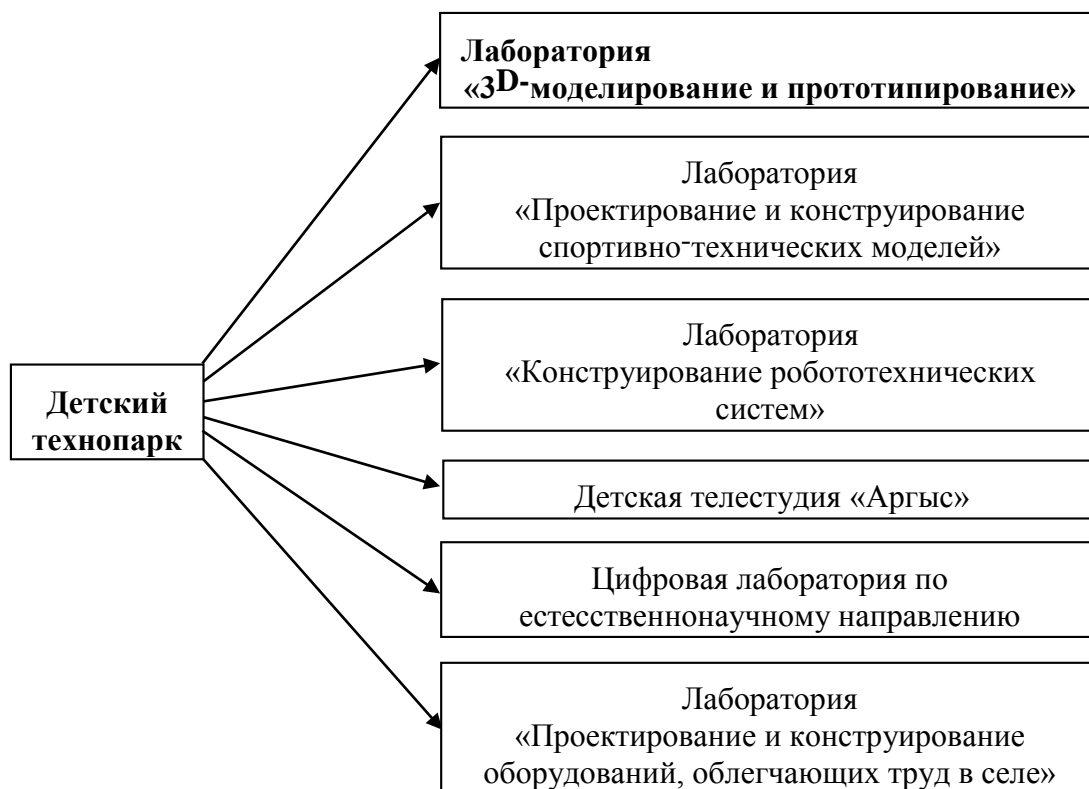 Лаборатория
«3D-моделирование и прототипирование»
Лаборатория
«Проектирование и конструирование
спортивно-технических моделей»
Лаборатория
«Конструирование робототехнических
систем»
Детский
технопарк
Детская телестудия «Аргыс»
Цифровая лаборатория по
естесственнонаучному направлению
Лаборатория
«Проектирование и конструирование
оборудований, облегчающих труд в селе»